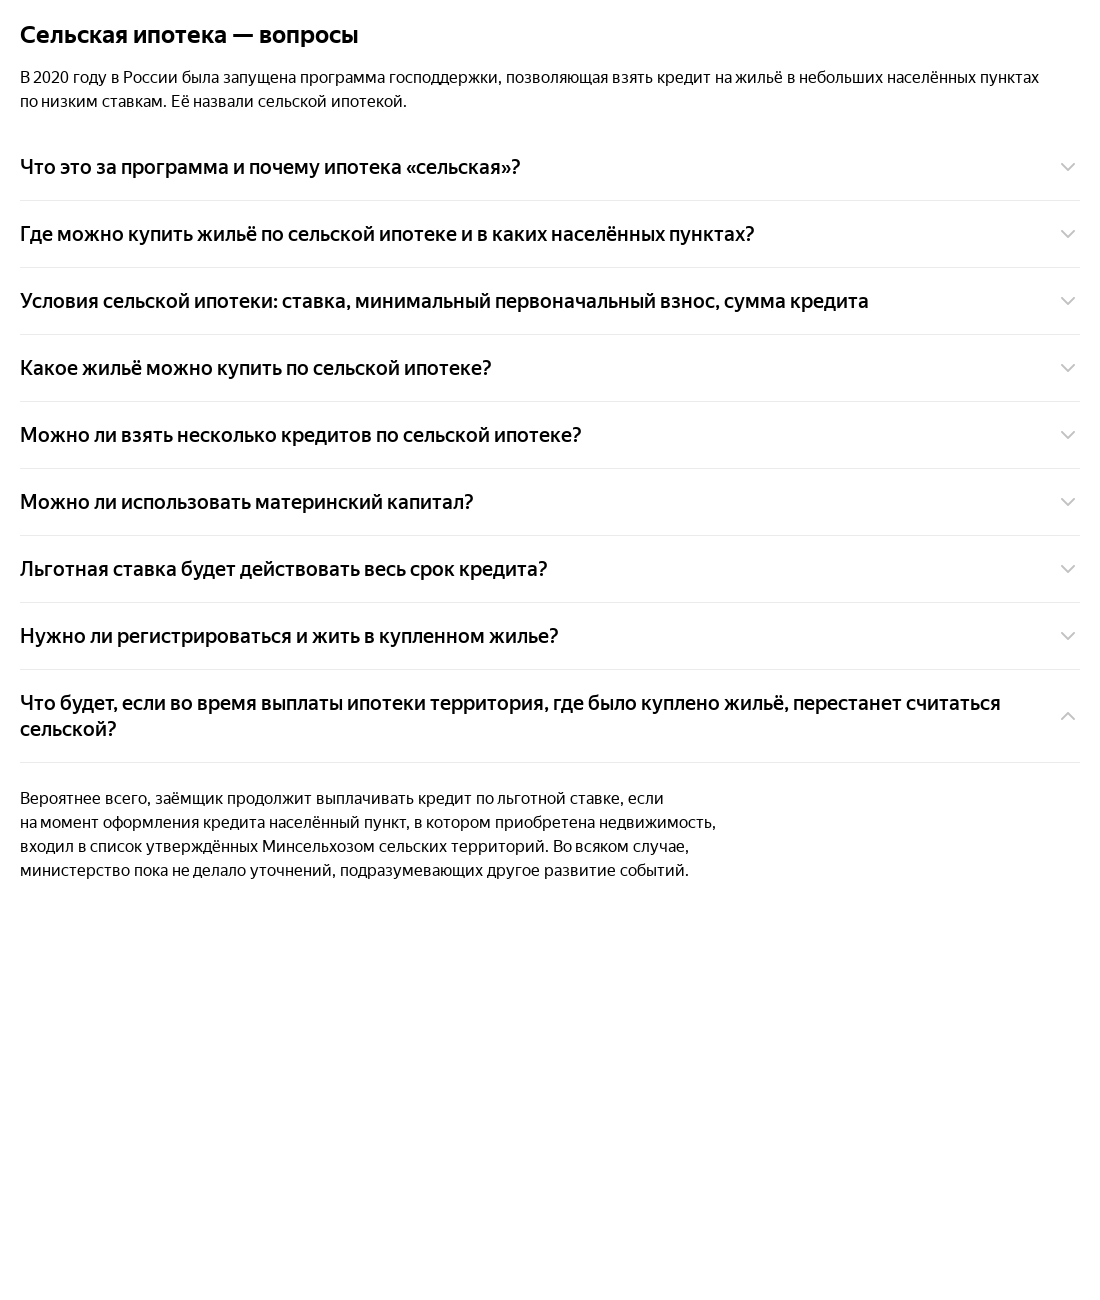 Сельская ипотека — вопросы
В 2020 году в России была запущена программа господдержки, позволяющая взять кредит на жильё в небольших населённых пунктах
по низким ставкам. Её назвали сельской ипотекой.
Что это за программа и почему ипотека «сельская»?
Где можно купить жильё по сельской ипотеке и в каких населённых пунктах?
Условия сельской ипотеки: ставка, минимальный первоначальный взнос, сумма кредита
Какое жильё можно купить по сельской ипотеке?
Можно ли взять несколько кредитов по сельской ипотеке?
Можно ли использовать материнский капитал?
Льготная ставка будет действовать весь срок кредита?
Нужно ли регистрироваться и жить в купленном жилье?
Что будет, если во время выплаты ипотеки территория, где было куплено жильё, перестанет считаться
сельской?
Вероятнее всего, заёмщик продолжит выплачивать кредит по льготной ставке, если
на момент оформления кредита населённый пункт, в котором приобретена недвижимость,
входил в список утверждённых Минсельхозом сельских территорий. Во всяком случае,
министерство пока не делало уточнений, подразумевающих другое развитие событий.